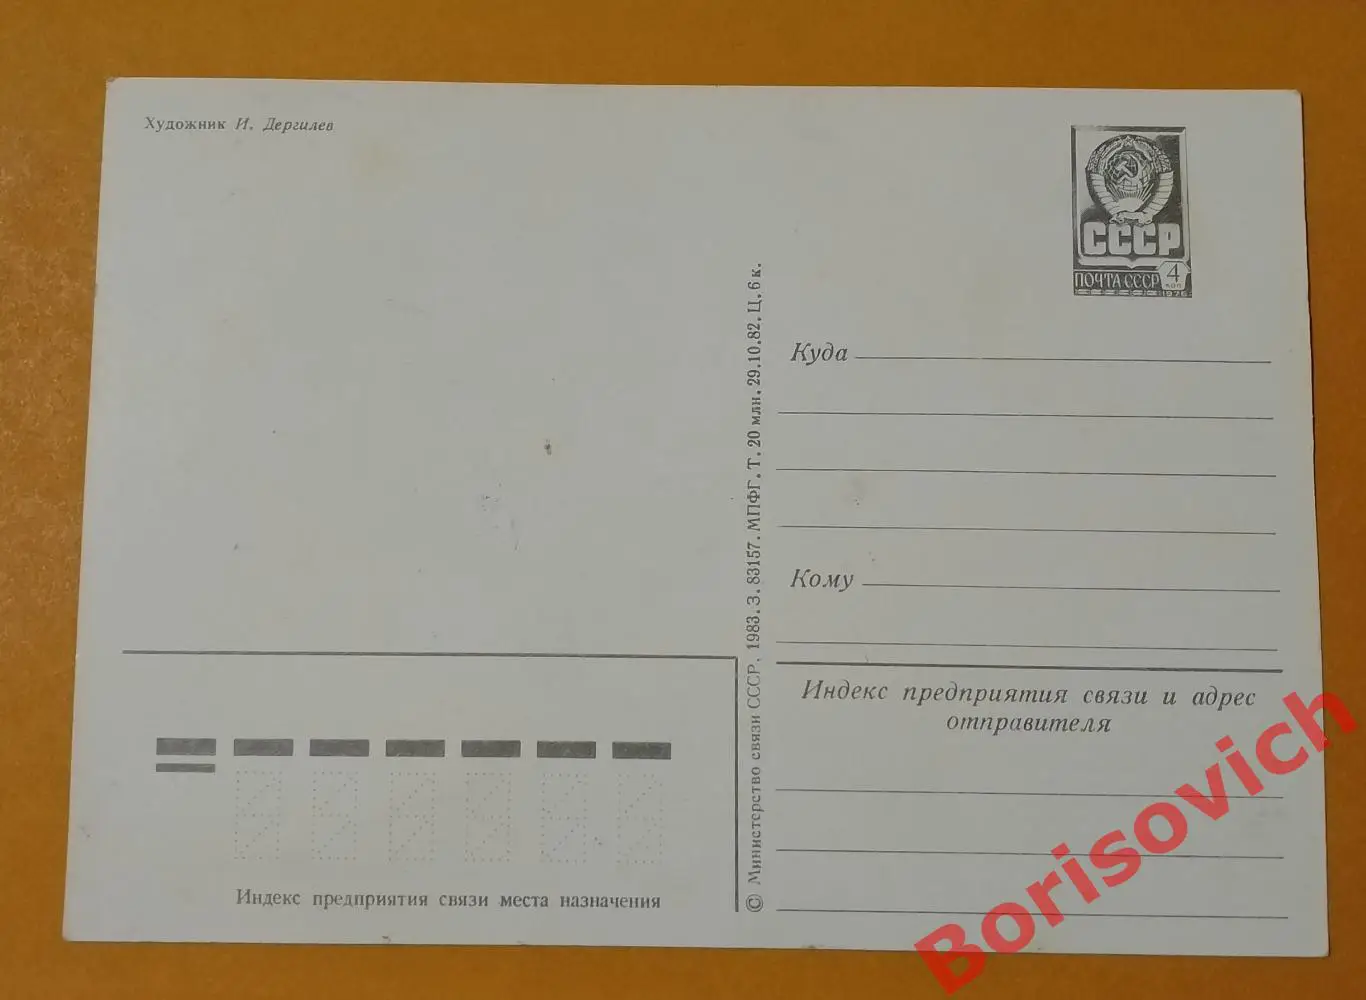 Художник И. Дергилев
СССР
ПОЧТА СССР 4
КОП
1976
Куда
Кому
Индекс предприятия связи и адрес
отправителя
© Министерство связи СССР. 1983. З. 83157. МПФГ. Т. 20 млн. 29.10.82. Ц. 6 к.
Индекс предприятия связи места назначения
Borisovich